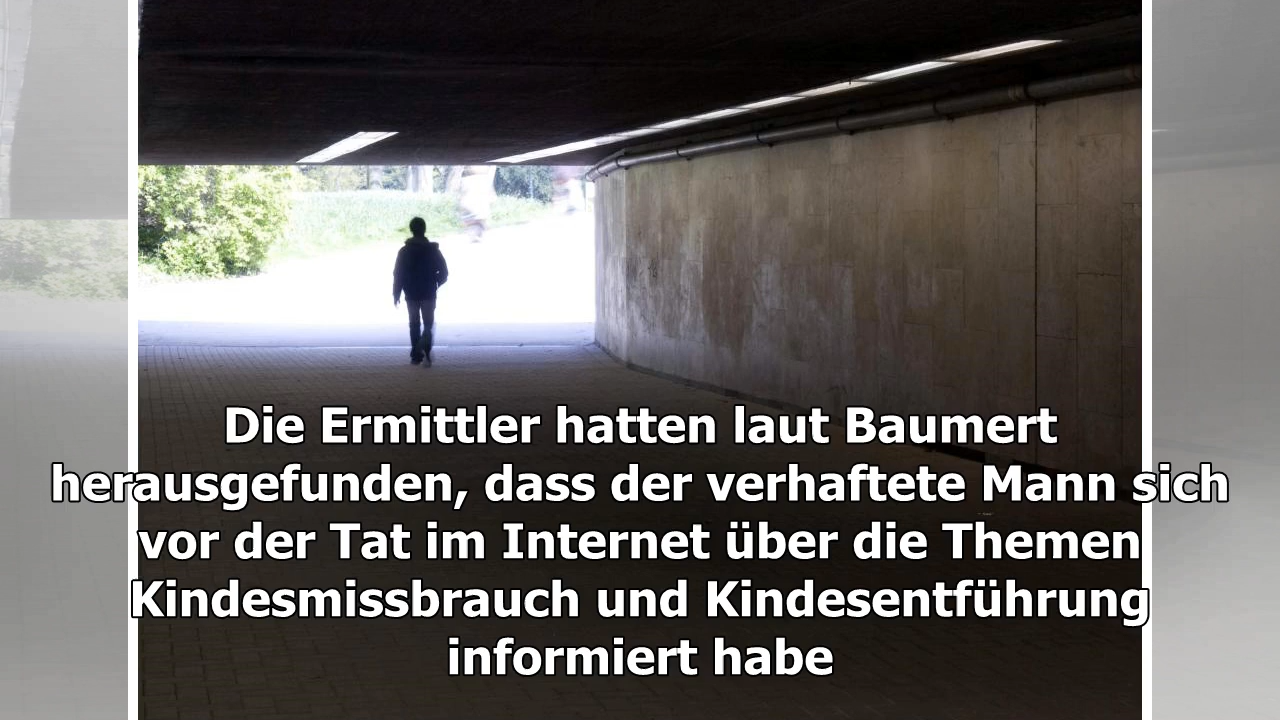 Die Ermittler hatten laut Baumert
herausgefunden, dass der verhaftete Mann sich
vor der Tat im Internet über die Themen
Kindesmissbrauch und Kindesentführung
informiert habe